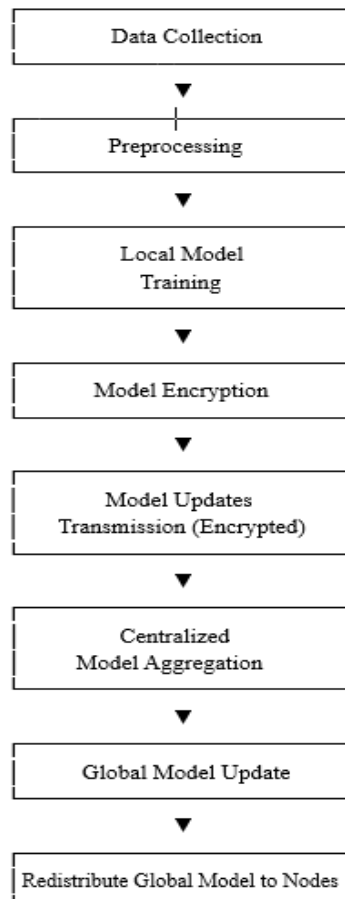 Data Collection
Preprocessing
Local Model
Training
Model Encryption
Model Updates
Transmission (Encrypted)
Centralized
Model Aggregation
Global Model Update
Redistribute Global Model to Nodes